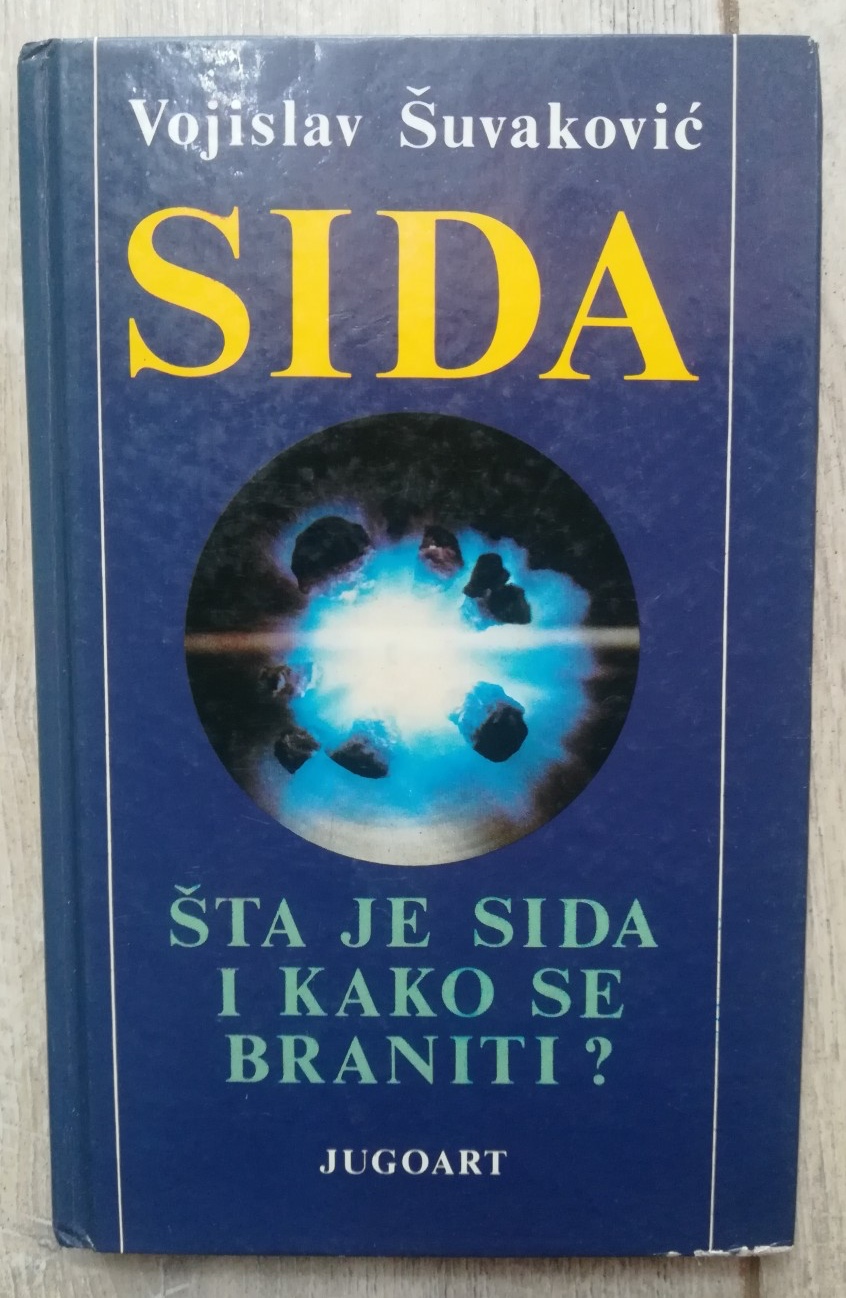 Vojislav Šuvaković
SIDA
ŠTA JE SIDA
I KAKO SE
BRANITI?
JUGOART